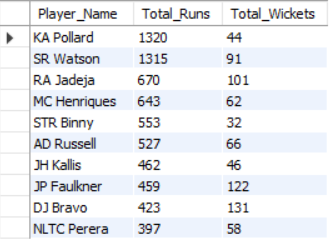 Player_Name Total_Runs Total_Wickets
KA Pollard 1320 44
SR Watson 1315 91
RA Jadeja 670 101
MC Henriques 643 62
STR Binny 553 32
AD Russell 527 66
JH Kallis 462 46
JP Faulkner 459 122
DJ Bravo 423 131
NLTC Perera 397 58